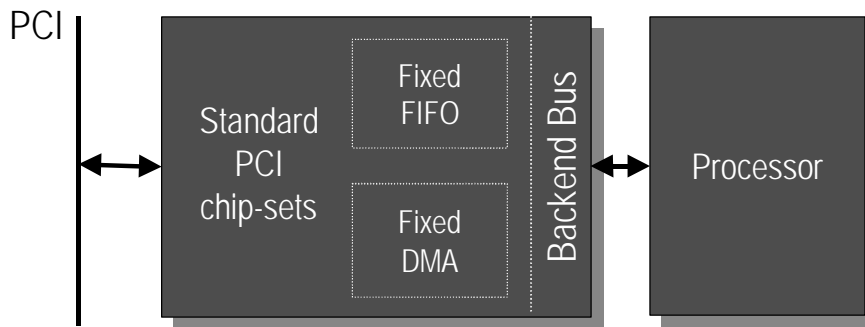 PCI
Standard
PCI
chip-sets
Fixed
FIFO
Fixed
DMA
Backend Bus
Processor